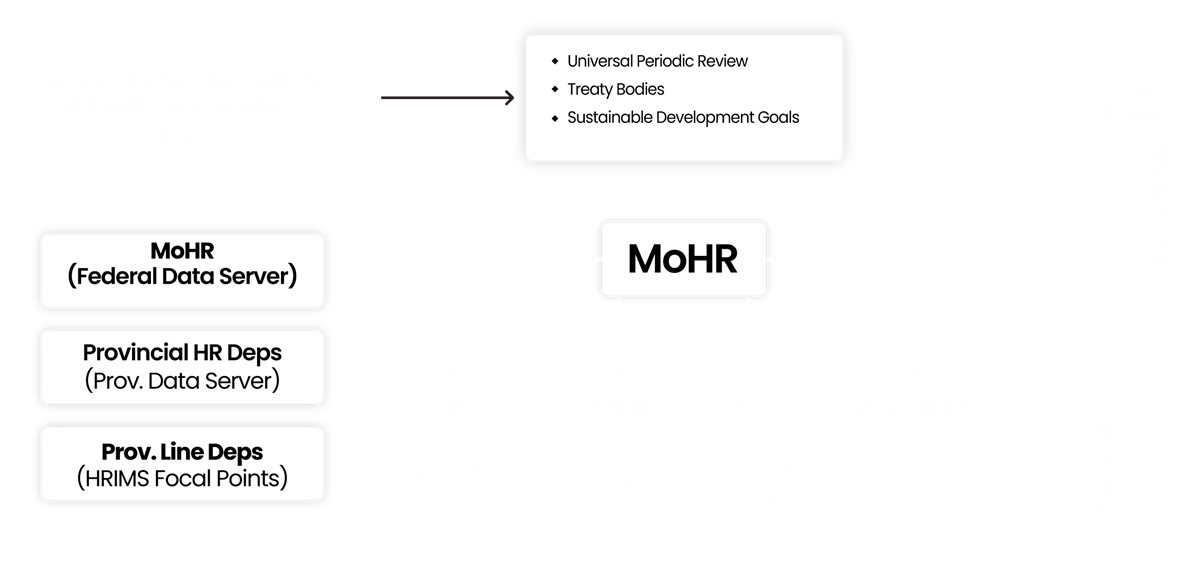 Universal Periodic Review
Treaty Bodies
Sustainable Development Goals
MoHR
(Federal Data Server)
MoHR
Provincial HR Deps
(Prov. Data Server)
Prov. Line Deps
(HRIMS Focal Points)